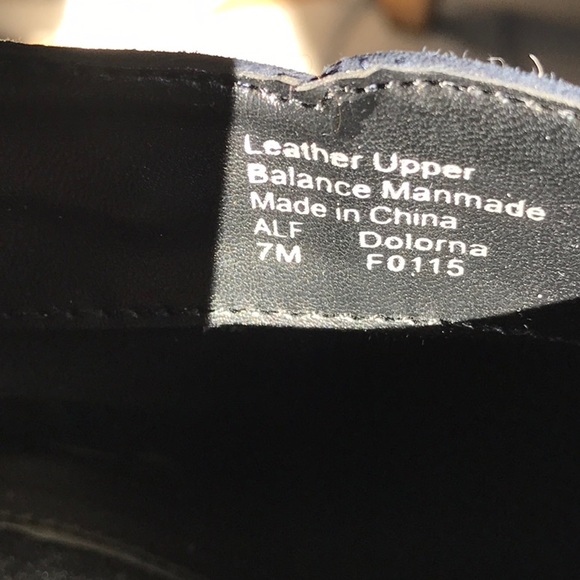 Leather Upper
Balance Manmade
Made in China
ALF Dolorna
7M F0115